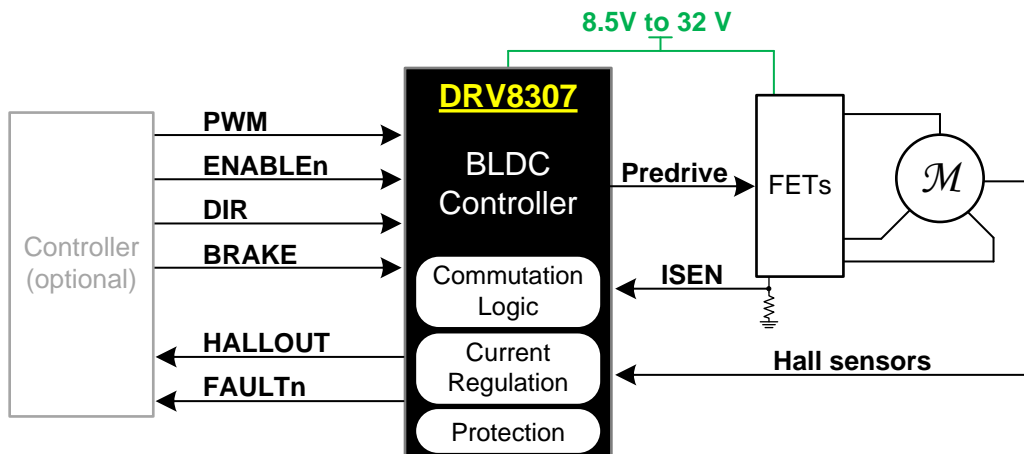 8.5V to 32 V
DRV8307
BLDC
Controller
PWM
ENABLEn
DIR
BRAKE
Controller
(optional)
HALLOUT
FAULTn
Predrive
FETs
M
ISEN
Commutation
Logic
Current
Regulation
Protection
Hall sensors